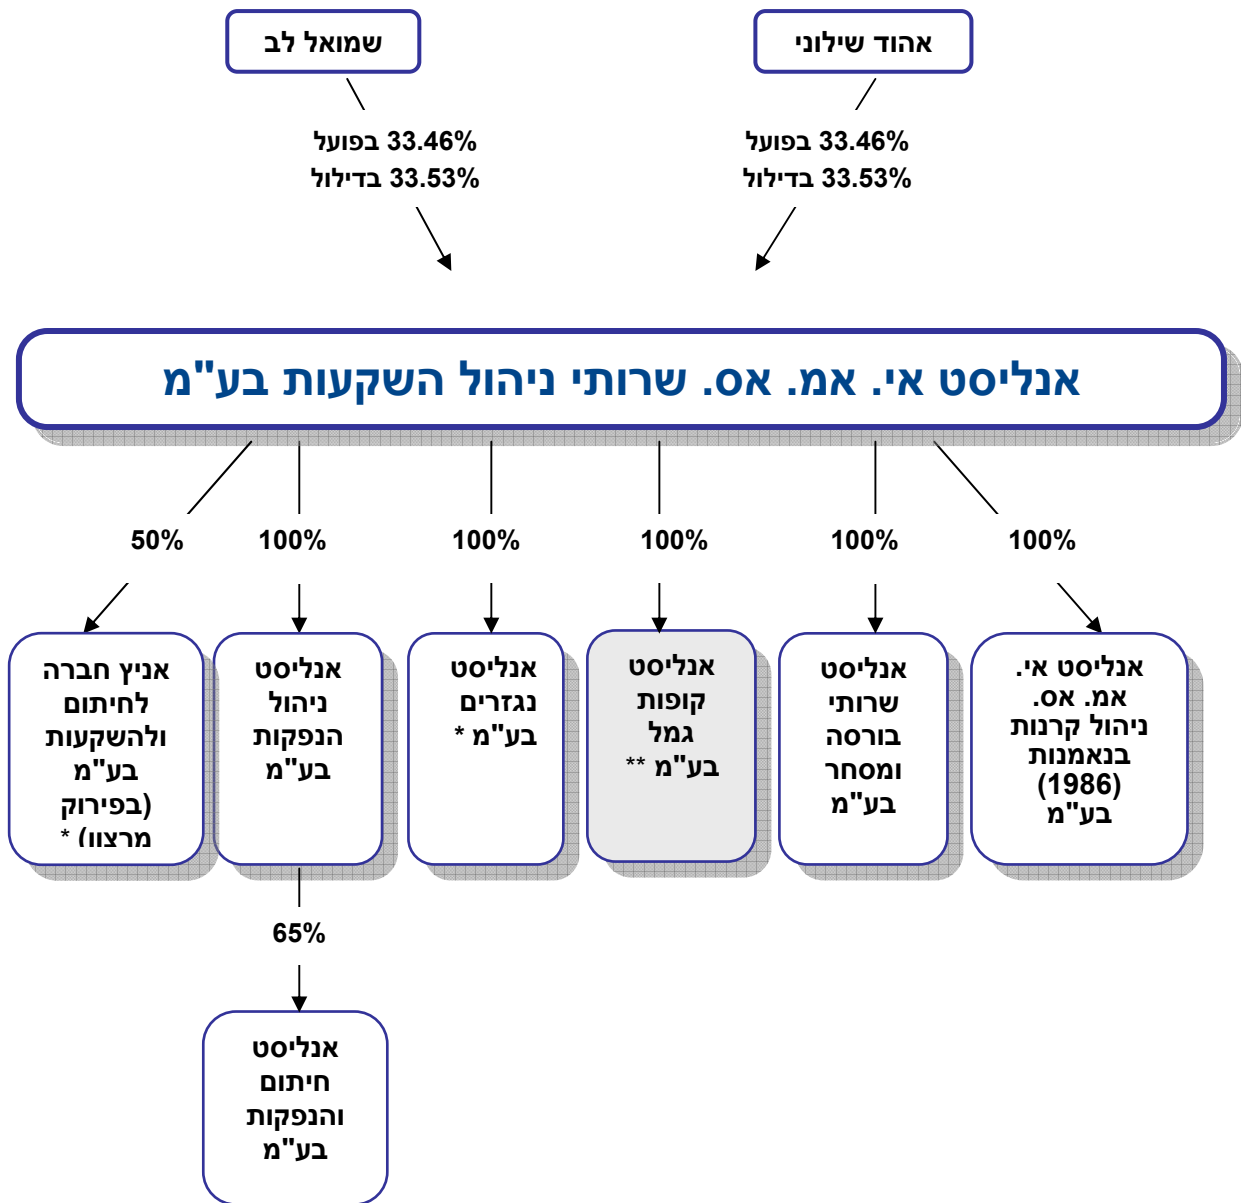 אהוד שילוני
שמואל לב
33.46% בפועל
33.53% בדילול
33.46% בפועל
33.53% בדילול
אנליסט אי. אמ. אס. שרותי ניהול השקעות בע"מ
100%
100%
100%
100%
100%
50%
אנליסט אי.
אמ. אס.
ניהול קרנות
בנאמנות
(1986)
בע"מ
אנליסט
שרותי
בורסה
ומסחר
בע"מ
אנליסט
קופות
גמל
בע"מ **
אנליסט
נגזרים
בע"מ *
אנליסט
ניהול
הנפקות
בע"מ
אניץ חברה
לחיתום
ולהשקעות
בע"מ
(בפירוק
מרצון) *
65%
אנליסט
חיתום
והנפקות
בע"מ